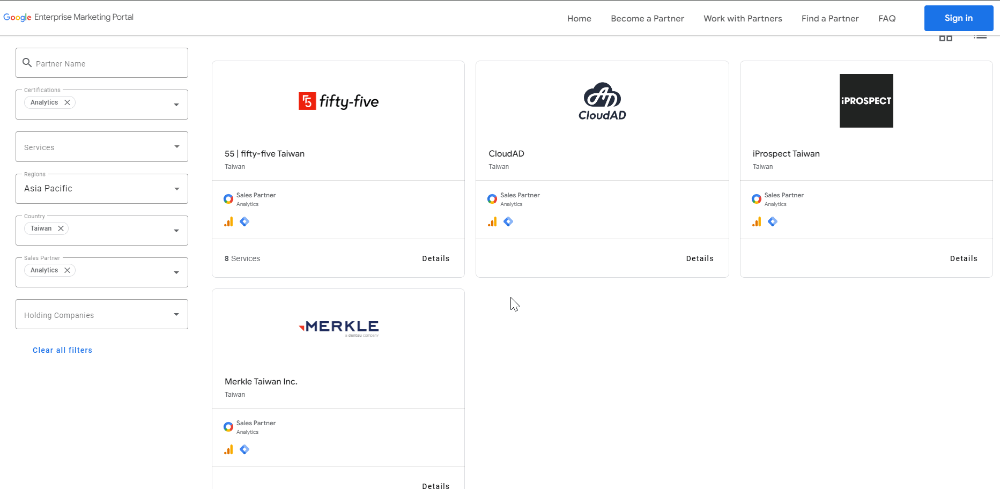 Google Enterprise Marketing Portal
Home
Become a Partner
Work with Partners
Find a Partner
FAQ
Sign in
Partner Name
Certifications
Analytics
Services
Regions
Asia Pacific
Country
Taiwan
Sales Partner
Analytics
Holding Companies
Clear all filters
55 fifty-five
55 | fifty-five Taiwan
Taiwan
Sales Partner
Analytics
8 Services
Details
CloudAD
CloudAD
Taiwan
Sales Partner
Analytics
Details
iPROSPECT
iProspect Taiwan
Taiwan
Sales Partner
Analytics
Details
MERKLE
Merkle Taiwan Inc.
Taiwan
Sales Partner
Analytics
Details